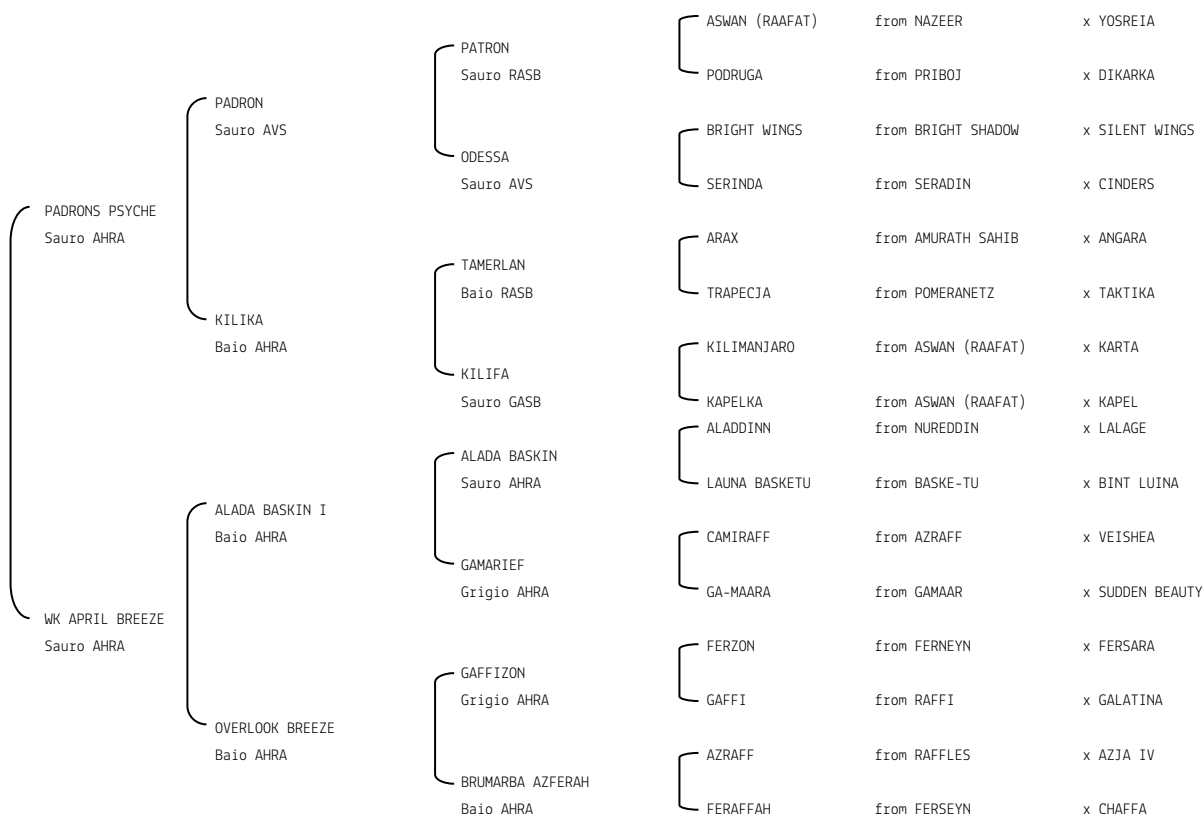 ASWAN (RAAFAT) from NAZEER x YOSREIA
PATRON
Sauro RASB PODRUGA from PRIBOJ x DIKARKA
PADRON
Sauro AVS BRIGHT WINGS from BRIGHT SHADOW x SILENT WINGS
ODESSA
Sauro AVS SERINDA from SERADIN x CINDERS
PADRONS PSYCHE
Sauro AHRA ARAX from AMURATH SAHIB x ANGARA
TAMERLAN
Baio RASB TRAPECJA from POMERANETZ x TAKTIKA
KILIKA
Baio AHRA KILIMANJARO from ASWAN (RAAFAT) x KARTA
KILIFA
Sauro GASB KAPELKA from ASWAN (RAAFAT) x KAPEL
ALADDINN from NUREDDIN x LALAGE
ALADA BASKIN
Sauro AHRA LAUNA BASKETU from BASKE-TU x BINT LUINA
ALADA BASKIN I
Baio AHRA CAMIRAFF from AZRAFF x VEISHEA
GAMARIEF
Grigio AHRA GA-MAARA from GAMAAR x SUDDEN BEAUTY
WK APRIL BREEZE
Sauro AHRA FERZON from FERNEYN x FERSARA
GAFFIZON
Grigio AHRA GAFFI from RAFFI x GALATINA
OVERLOOK BREEZE
Baio AHRA AZRAFF from RAFFLES x AZJA IV
BRUMARBA AZFERAH
Baio AHRA FERAFFAH from FERSEYN x CHAFFA